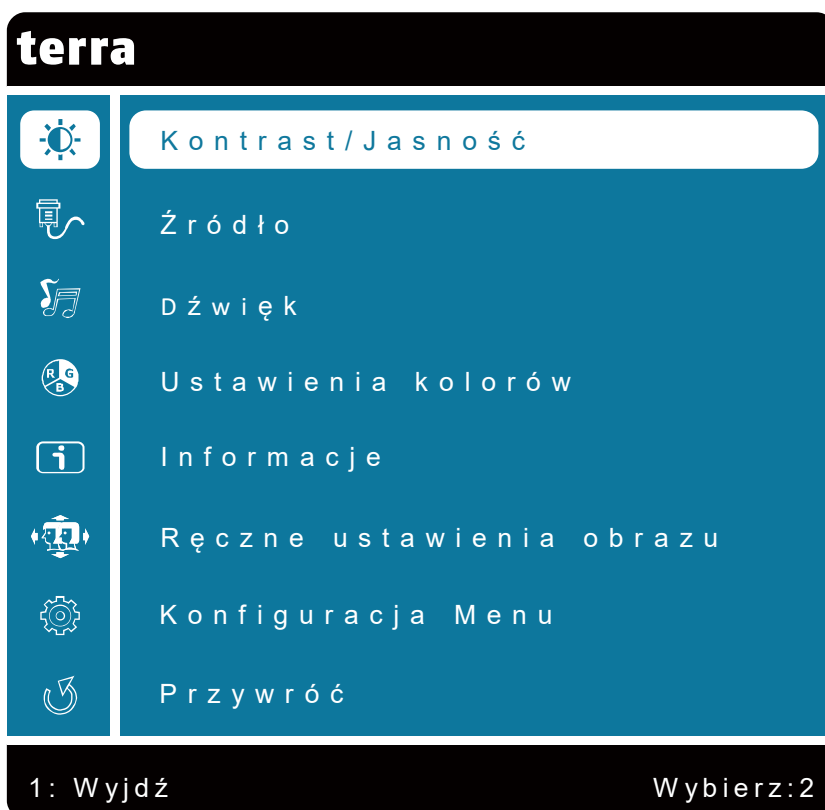 terra
Kontrast/Jasność
Źródło
Dźwięk
R G
B
Ustawienia kolorów
i
Informacje
Ręczne ustawienia obrazu
Konfiguracja Menu
Przywróć
1: Wyjdź
Wybierz:2